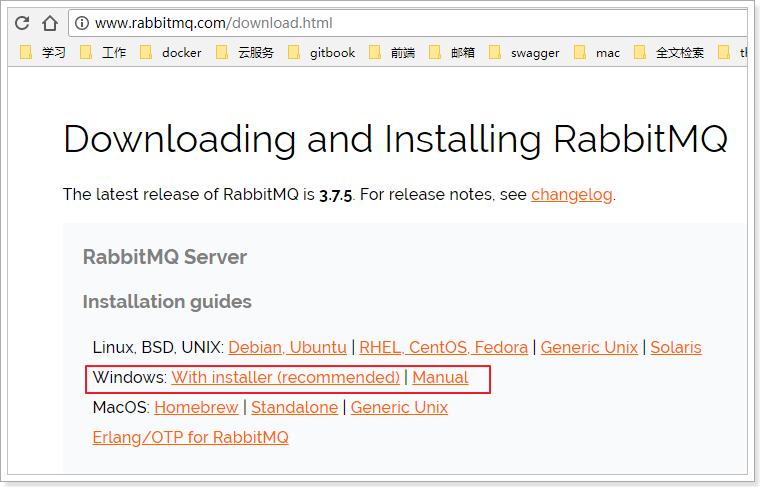 www.rabbitmq.com/download.html
学习 工作 docker 云服务 gitbook 前端 邮箱 swagger mac 全文检索
Downloading and Installing RabbitMQ
The latest release of RabbitMQ is 3.7.5. For release notes, see changelog.
RabbitMQ Server
Installation guides
Linux, BSD, UNIX: Debian, Ubuntu | RHEL, CentOS, Fedora | Generic Unix | Solaris
Windows: With installer (recommended) | Manual
MacOS: Homebrew | Standalone | Generic Unix
Erlang/OTP for RabbitMQ